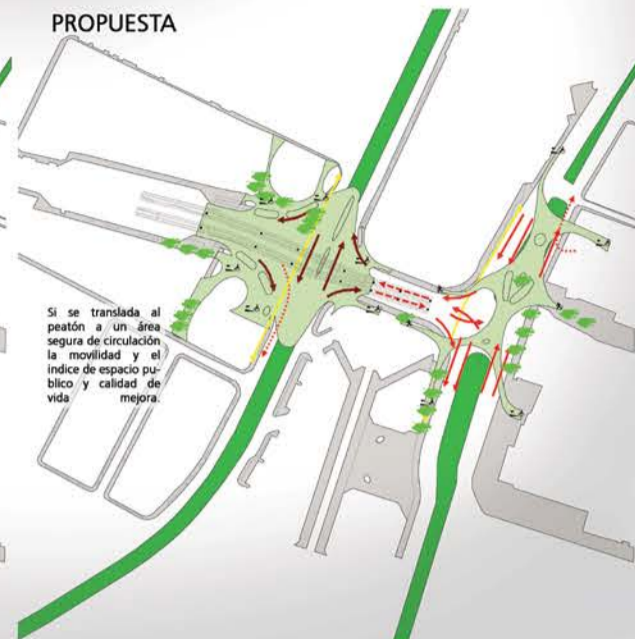 PROPUESTA
Si se translada al
peatón a un área
segura de circulación
la movilidad y el
indice de espacio pu-
blico y calidad de
vida mejora.